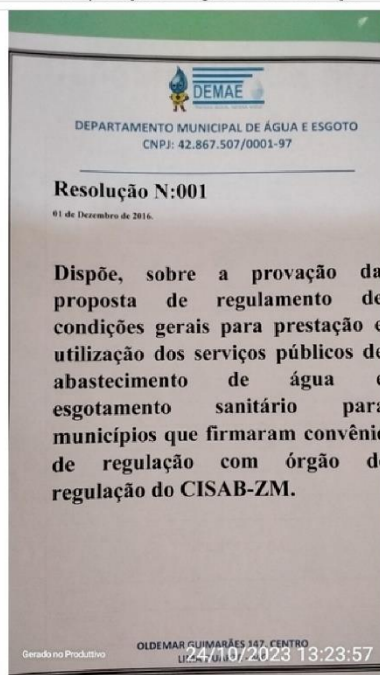 DEMAE
DEPARTAMENTO MUNICIPAL DE ÁGUA E ESGOTO
CNPJ: 42.867.507/0001-97
Resolução N:001
01 de Dezembro de 2016.
Dispõe, sobre a provação da
proposta de regulamento de
condições gerais para prestação e
utilização dos serviços públicos de
abastecimento de água e
esgotamento sanitário para
municípios que firmaram convêni
de regulação com órgão d
regulação do CISAB-ZM.
OLDEMAR GUIMARÃES 147, CENTRO
Gerado no Produttivo
24/10/2023 13:23:57